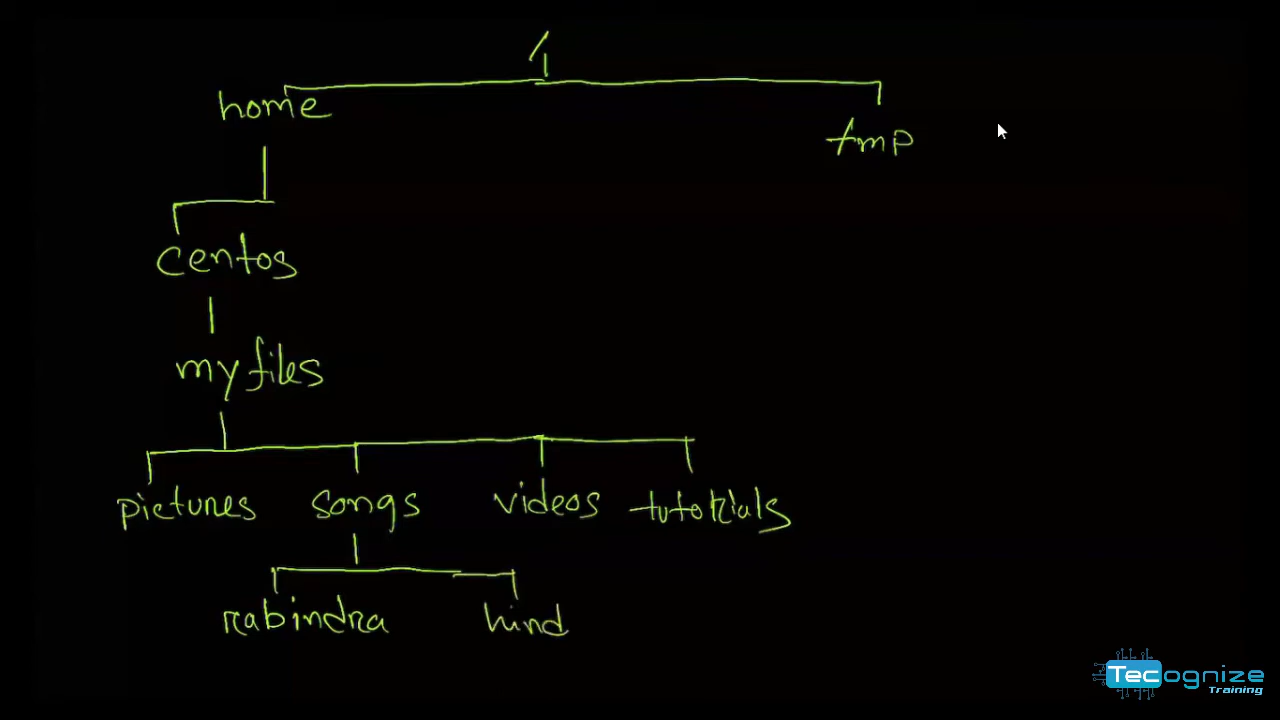 /
home
tmp
centos
myfiles
pictures songs videos tutorials
rabindra hind
Tecognize
Training